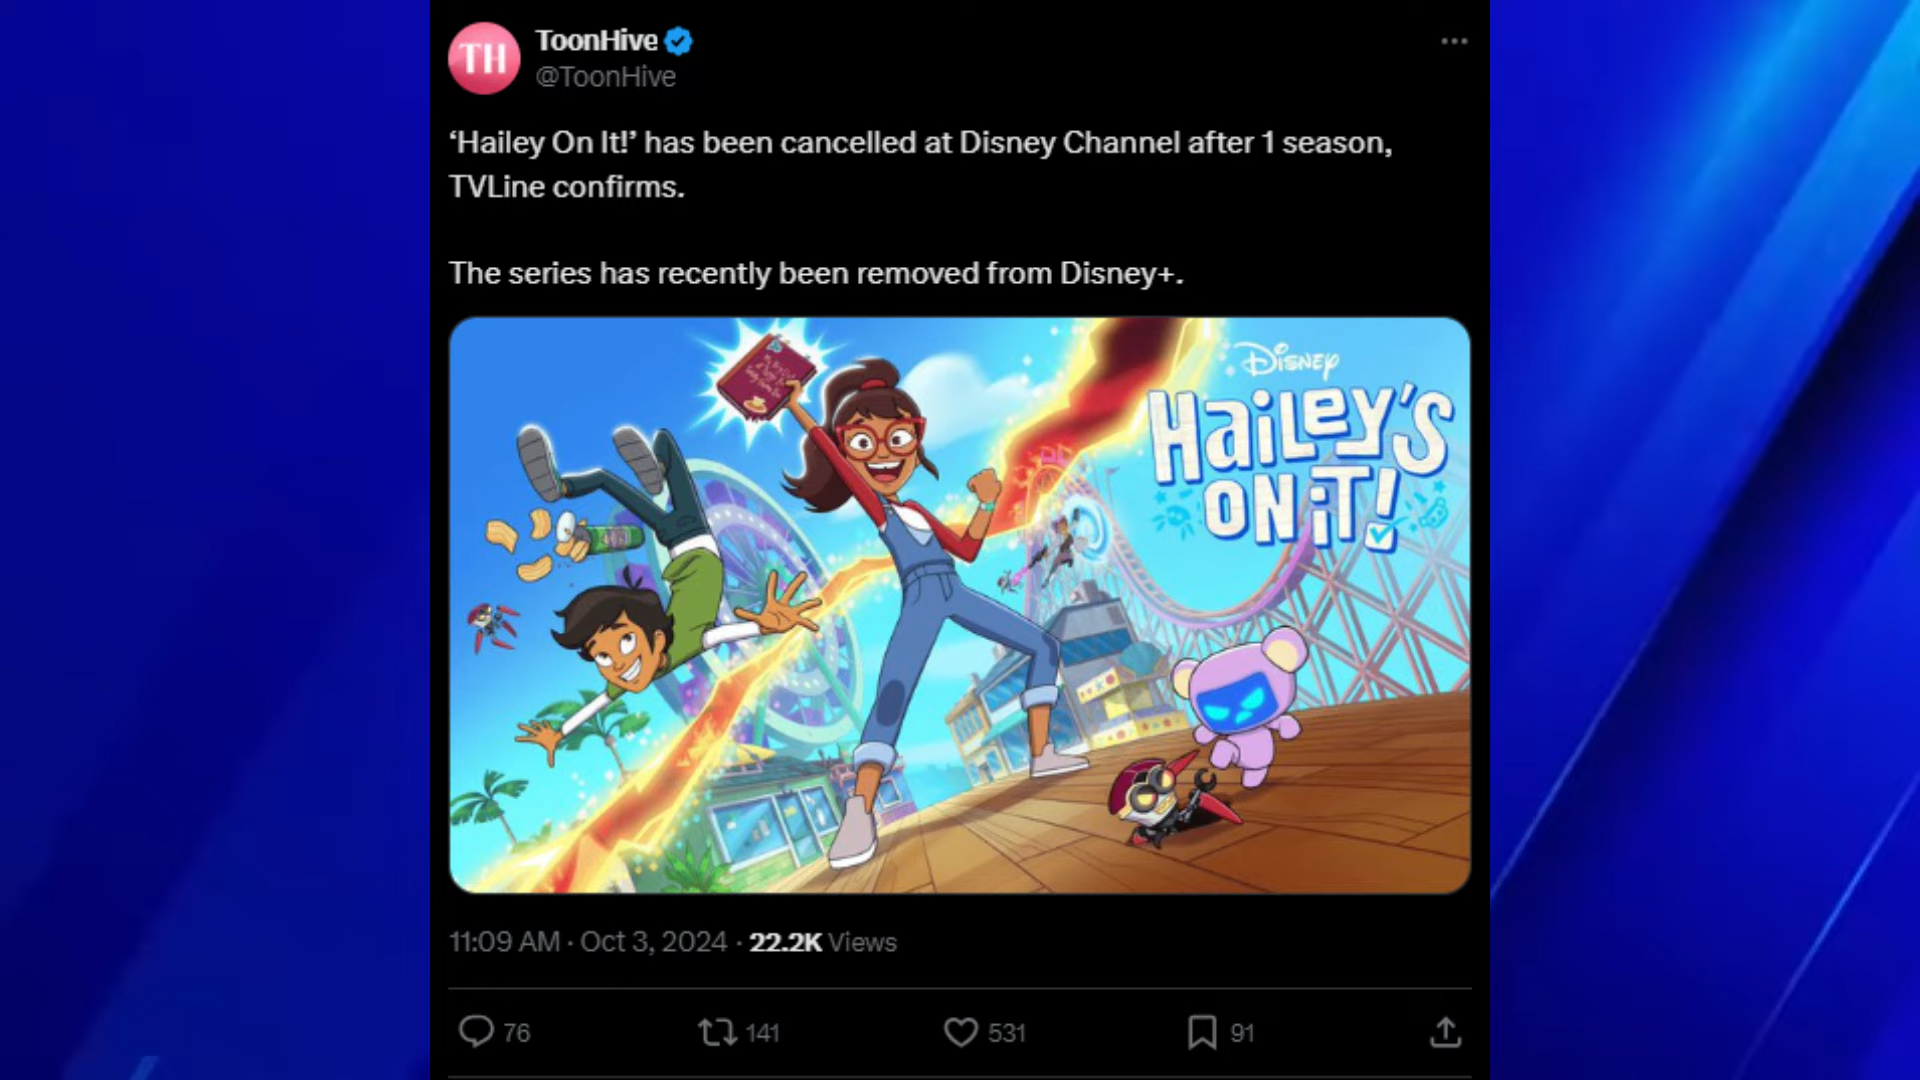 TH
ToonHive
@ToonHive
‘Hailey On It!’ has been cancelled at Disney Channel after 1 season,
TVLine confirms.
The series has recently been removed from Disney+.
Disney
Hailey's
On it!
11:09 AM · Oct 3, 2024 · 22.2K Views
76 141 531 91